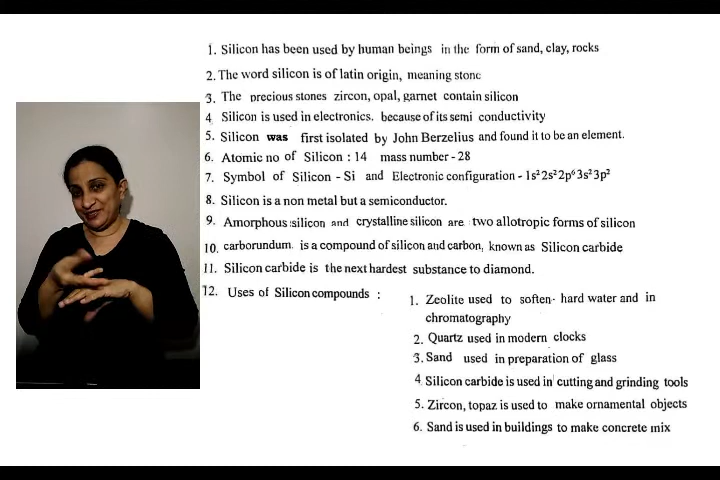 1. Silicon has been used by human beings in the form of sand, clay, rocks
2. The word silicon is of latin origin, meaning stone
3. The precious stones zircon, opal, garnet contain silicon
4 Silicon is used in electronics. because of its semi conductivity
5. Silicon was first isolated by John Berzelius and found it to be an element.
6. Atomic no of Silicon : 14 mass number - 28
7. Symbol of Silicon - Si and Electronic configuration - 1s²2s²2p⁶3s²3p²
8. Silicon is a non metal but a semiconductor.
9. Amorphous silicon and crystalline silicon are two allotropic forms of silicon
10. carborundum. is a compound of silicon and carbon, known as Silicon carbide
11. Silicon carbide is the next hardest substance to diamond.
12. Uses of Silicon compounds :
1. Zeolite used to soften hard water and in
chromatography
2. Quartz used in modern clocks
3. Sand used in preparation of glass
4 Silicon carbide is used in cutting and grinding tools
5. Zircon, topaz is used to make ornamental objects
6. Sand is used in buildings to make concrete mix